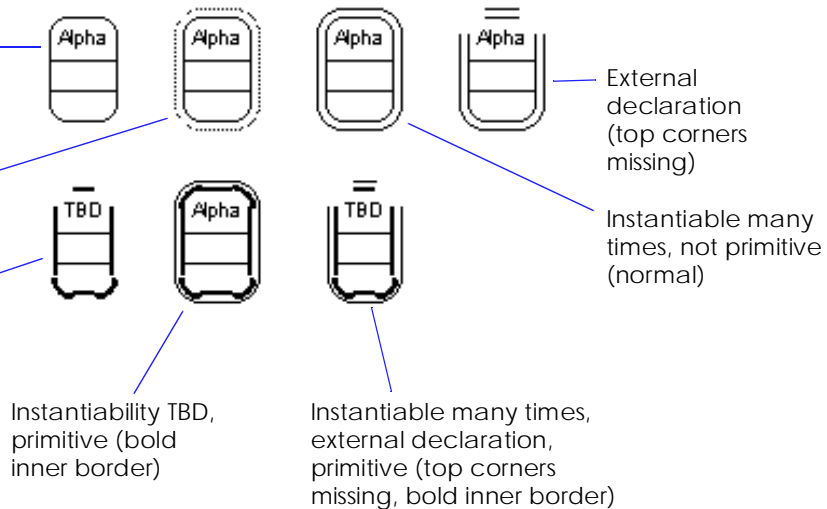 Alpha
Alpha
Alpha
Alpha
External
declaration
(top corners
missing)
Instantiable many
times, not primitive
(normal)
TBD
Alpha
TBD
Instantiability TBD,
primitive (bold
inner border)
Instantiable many times,
external declaration,
primitive (top corners
missing, bold inner border)